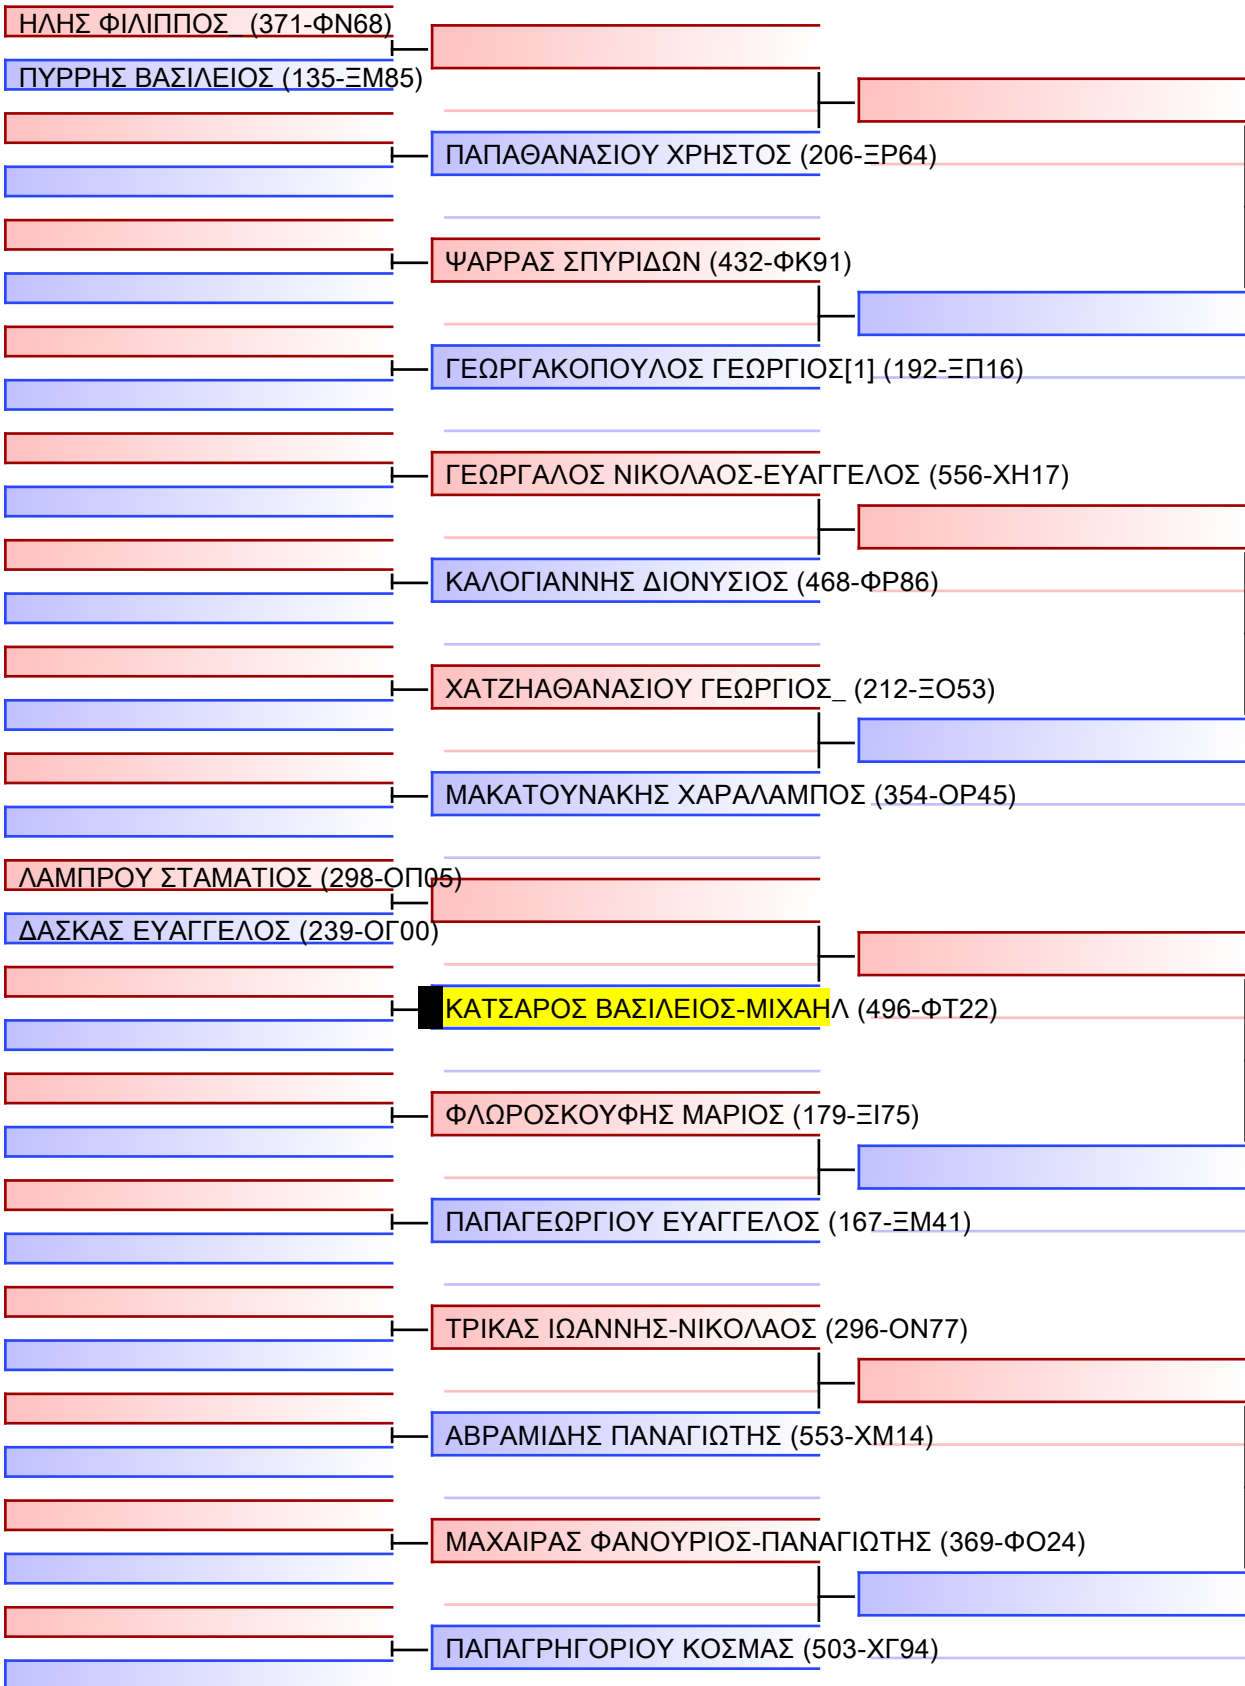 ΗΛΗΣ ΦΙΛΙΠΠΟΣ_ (371-ΦΝ68)
ΠΥΡΡΗΣ ΒΑΣΙΛΕΙΟΣ (135-ΞΜ85)
ΠΑΠΑΘΑΝΑΣΙΟΥ ΧΡΗΣΤΟΣ (206-ΞΡ64)
ΨΑΡΡΑΣ ΣΠΥΡΙΔΩΝ (432-ΦΚ91)
ΓΕΩΡΓΑΚΟΠΟΥΛΟΣ ΓΕΩΡΓΙΟΣ[1] (192-ΞΠ16)
ΓΕΩΡΓΑΛΟΣ ΝΙΚΟΛΑΟΣ-ΕΥΑΓΓΕΛΟΣ (556-ΧΗ17)
ΚΑΛΟΓΙΑΝΝΗΣ ΔΙΟΝΥΣΙΟΣ (468-ΦΡ86)
ΧΑΤΖΗΑΘΑΝΑΣΙΟΥ ΓΕΩΡΓΙΟΣ_ (212-ΞΟ53)
ΜΑΚΑΤΟΥΝΑΚΗΣ ΧΑΡΑΛΑΜΠΟΣ (354-ΟΡ45)
ΛΑΜΠΡΟΥ ΣΤΑΜΑΤΙΟΣ (298-ΟΠ05)
ΔΑΣΚΑΣ ΕΥΑΓΓΕΛΟΣ (239-ΟΓ00)
ΚΑΤΣΑΡΟΣ ΒΑΣΙΛΕΙΟΣ-ΜΙΧΑΗΛ (496-ΦΤ22)
ΦΛΩΡΟΣΚΟΥΦΗΣ ΜΑΡΙΟΣ (179-ΞΙ75)
ΠΑΠΑΓΕΩΡΓΙΟΥ ΕΥΑΓΓΕΛΟΣ (167-ΞΜ41)
ΤΡΙΚΑΣ ΙΩΑΝΝΗΣ-ΝΙΚΟΛΑΟΣ (296-ΟΝ77)
ΑΒΡΑΜΙΔΗΣ ΠΑΝΑΓΙΩΤΗΣ (553-ΧΜ14)
ΜΑΧΑΙΡΑΣ ΦΑΝΟΥΡΙΟΣ-ΠΑΝΑΓΙΩΤΗΣ (369-ΦΟ24)
ΠΑΠΑΓΡΗΓΟΡΙΟΥ ΚΟΣΜΑΣ (503-ΧΓ94)